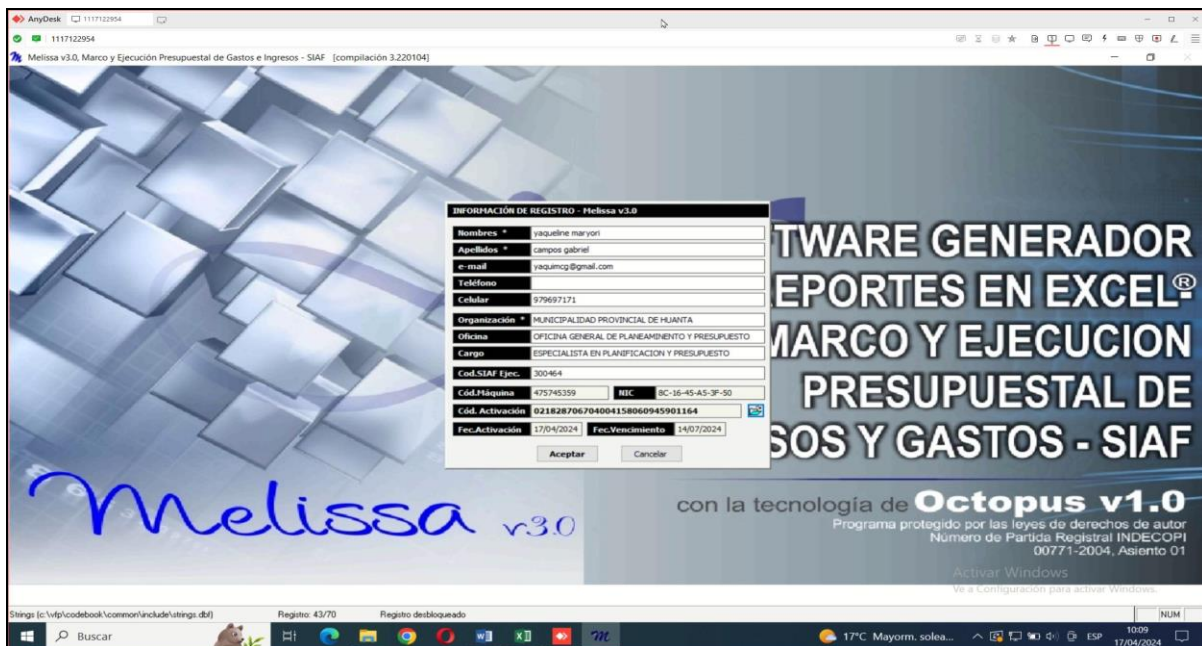 AnyDesk 1117122954
1117122954
Melissa v3.0, Marco y Ejecución Presupuestal de Gastos e Ingresos - SIAF [compilación 3.220104]
INFORMACIÓN DE REGISTRO - Melissa v3.0
Nombres * yaqueline maryori
Apellidos * campos gabriel
e-mail yaquimcg@gmail.com
Teléfono
Celular 979697171
Organización * MUNICIPALIDAD PROVINCIAL DE HUANTA
Oficina OFICINA GENERAL DE PLANEAMINENTO Y PRESUPUESTO
Cargo ESPECIALISTA EN PLANIFICACION Y PRESUPUESTO
Cod.SIAF Ejec. 300464
Cód.Máquina 475745359 NIC 8C-16-45-A5-3F-50
Cód. Activación 0218287067040041580609459011​64
Fec.Activación 17/04/2024 Fec.Vencimiento 14/07/2024
Aceptar Cancelar
TWARE GENERADOR
EPORTES EN EXCEL®
MARCO Y EJECUCION
PRESUPUESTAL DE
SOS Y GASTOS - SIAF
Melissa v3.0
con la tecnología de Octopus v1.0
Programa protegido por las leyes de derechos de autor
Número de Partida Registral INDECOPI
00771-2004, Asiento 01
Activar Windows
Ve a Configuración para activar Windows.
Strings (c:\vfp\codebook\common\include\strings.dbf) Registro: 43/70 Registro desbloqueado NUM
Buscar 17°C Mayorm. solea... ESP 10:09
17/04/2024